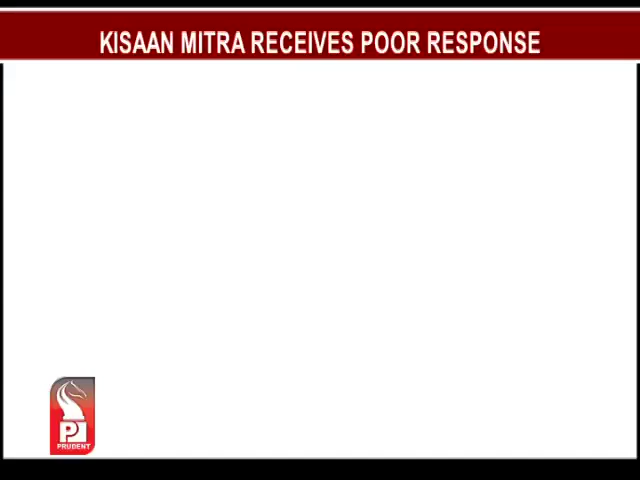 KISAAN MITRA RECEIVES POOR RESPONSE
P
PRUDENT